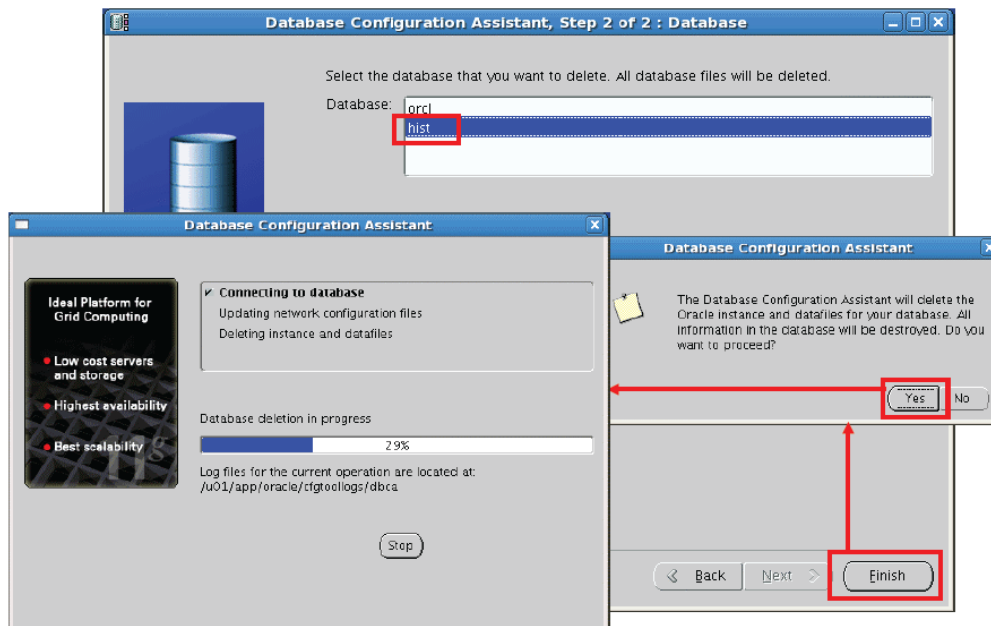 Database Configuration Assistant, Step 2 of 2 : Database
Select the database that you want to delete. All database files will be deleted.
Database:
orcl
hist
Database Configuration Assistant
Ideal Platform for
Grid Computing
Low cost servers
and storage
Highest availability
Best scalability
Connecting to database
Updating network configuration files
Deleting instance and datafiles
Database deletion in progress
29%
Log files for the current operation are located at:
/u01/app/oracle/cfgtoollogs/dbca
Stop
Database Configuration Assistant
The Database Configuration Assistant will delete the
Oracle instance and datafiles for your database. All
information in the database will be destroyed. Do you
want to proceed?
Yes
No
Back
Next
Finish